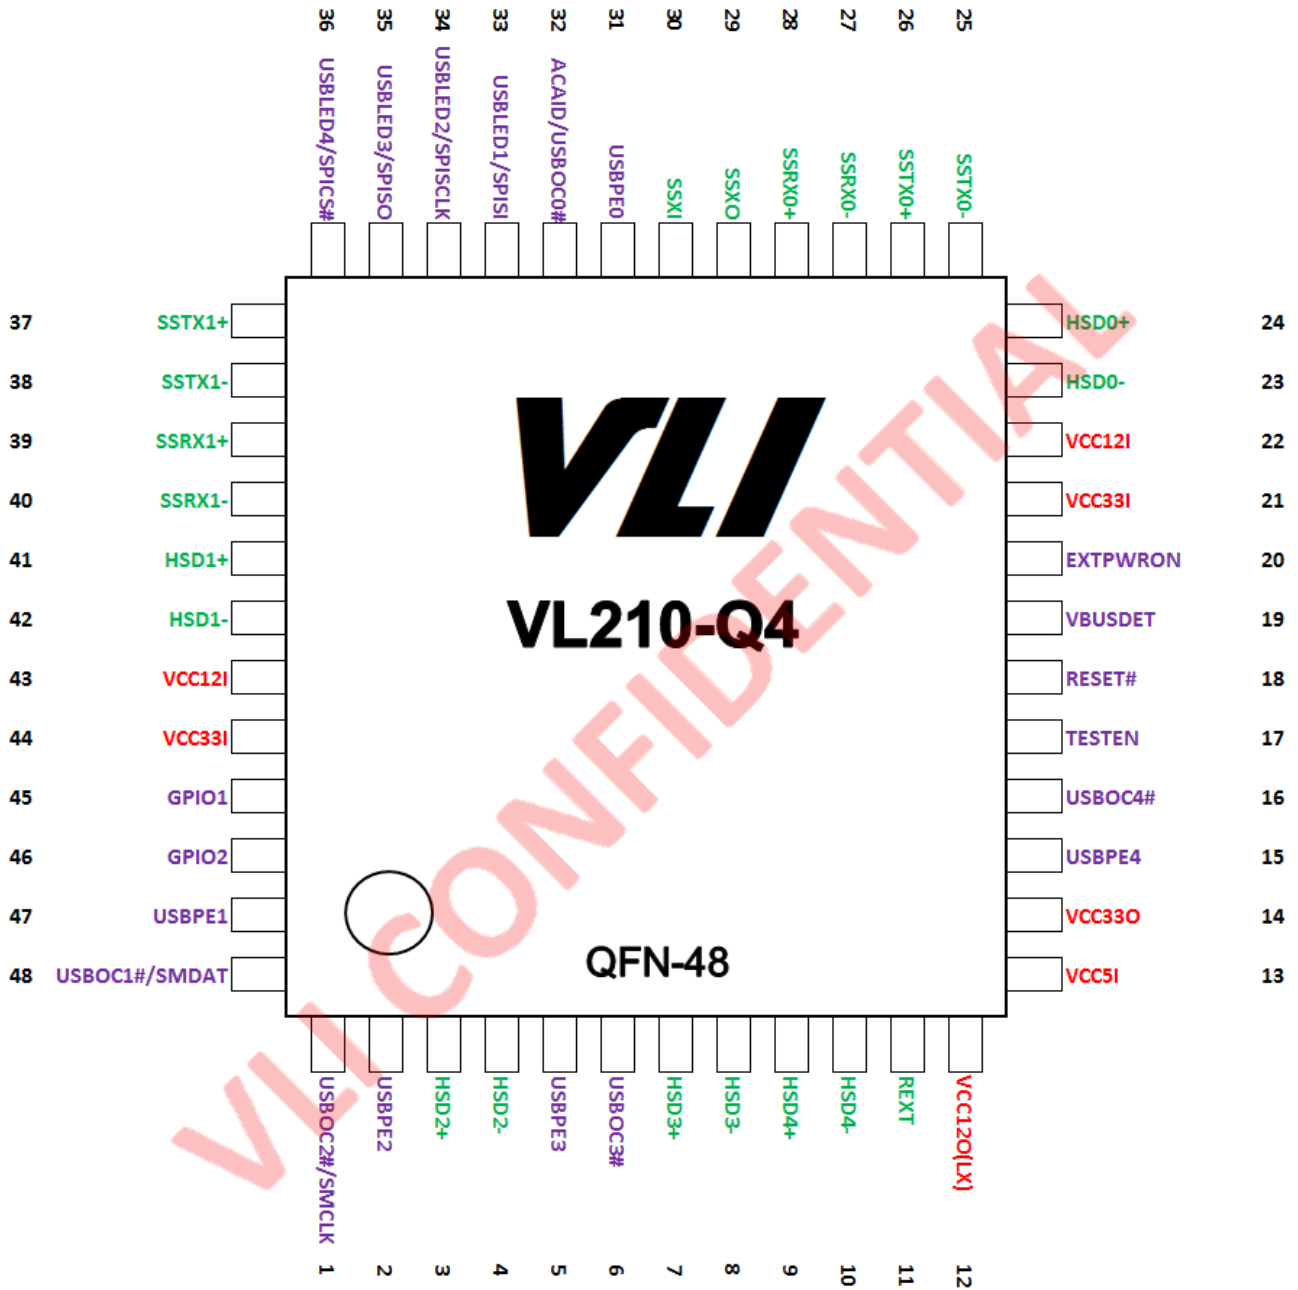 36 35 34 33 32 31 30 29 28 27 26 25
USBLED4/SPICS#
USBLED3/SPISO
USBLED2/SPISCLK
USBLED1/SPISI
ACAID/USBOC0#
USBPE0
SSXI
SSXO
SSRX0+
SSRX0-
SSTX0+
SSTX0-
37 SSTX1+
38 SSTX1-
39 SSRX1+
40 SSRX1-
41 HSD1+
42 HSD1-
43 VCC12I
44 VCC33I
45 GPIO1
46 GPIO2
47 USBPE1
48 USBOC1#/SMDAT
VLI
VL210-Q4
QFN-48
VLI CONFIDENTIAL
HSD0+ 24
HSD0- 23
VCC12I 22
VCC33I 21
EXTPWRON 20
VBUSDET 19
RESET# 18
TESTEN 17
USBOC4# 16
USBPE4 15
VCC33O 14
VCC5I 13
USBOC2#/SMCLK
USBPE2
HSD2+
HSD2-
USBPE3
USBOC3#
HSD3+
HSD3-
HSD4+
HSD4-
REXT
VCC12O(LX)
1 2 3 4 5 6 7 8 9 10 11 12